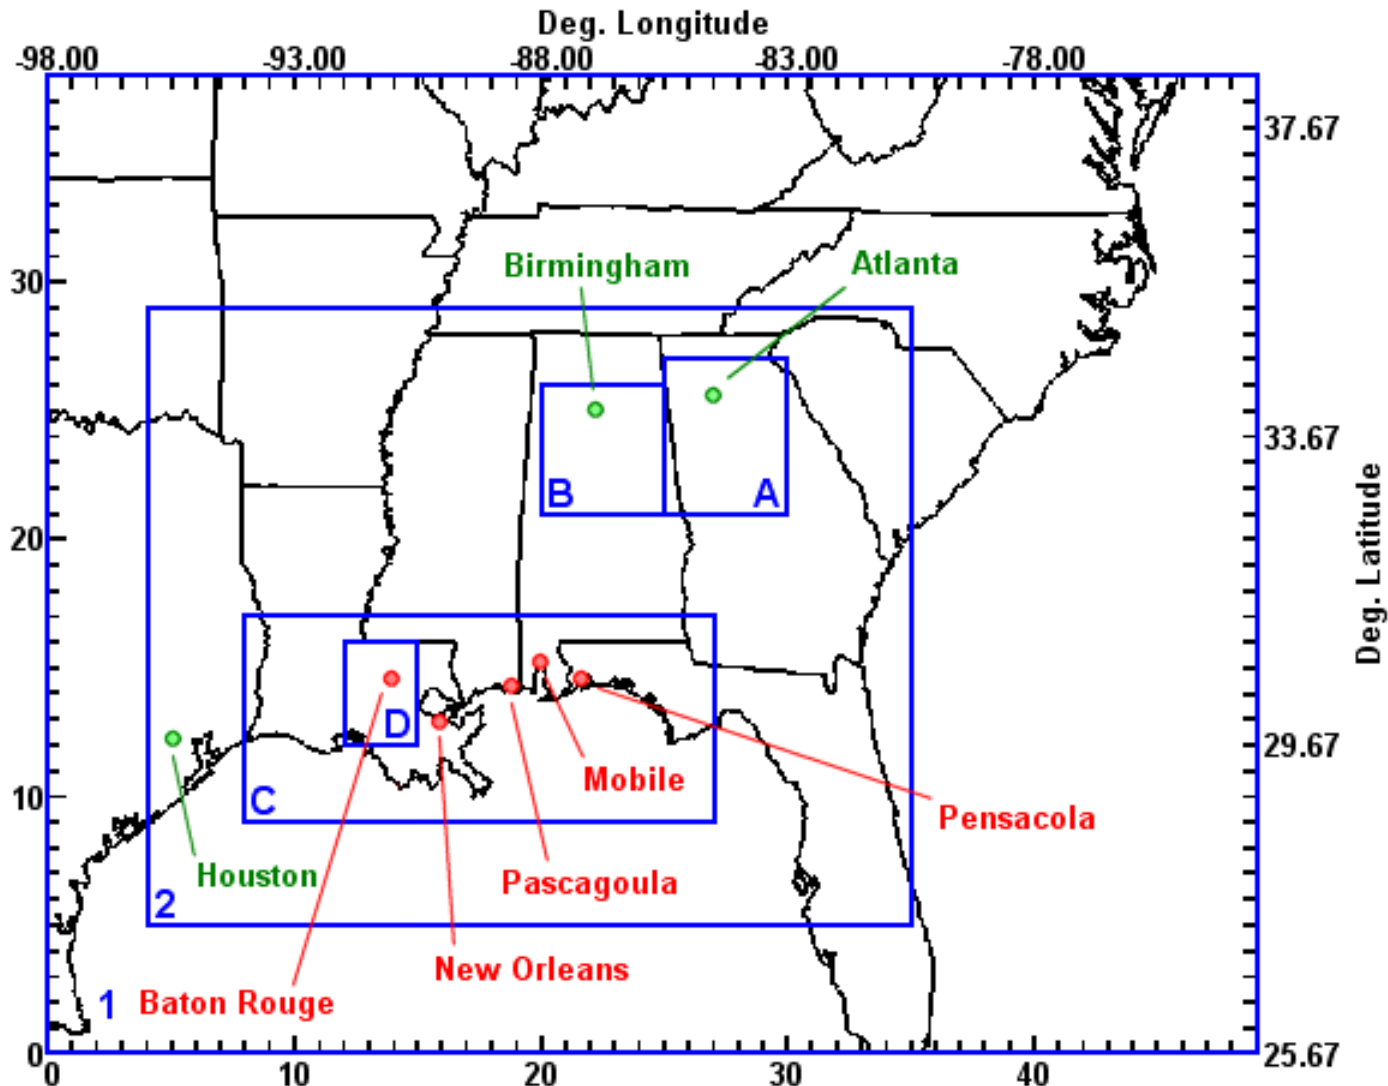 Deg. Longitude
-98.00 -93.00 -88.00 -83.00 -78.00
37.67
Birmingham Atlanta
30
33.67
B A
20
Deg. Latitude
D
29.67
Mobile
10
C
Pensacola
Houston
Pascagoula
2
New Orleans
1 Baton Rouge
0 25.67
0 10 20 30 40